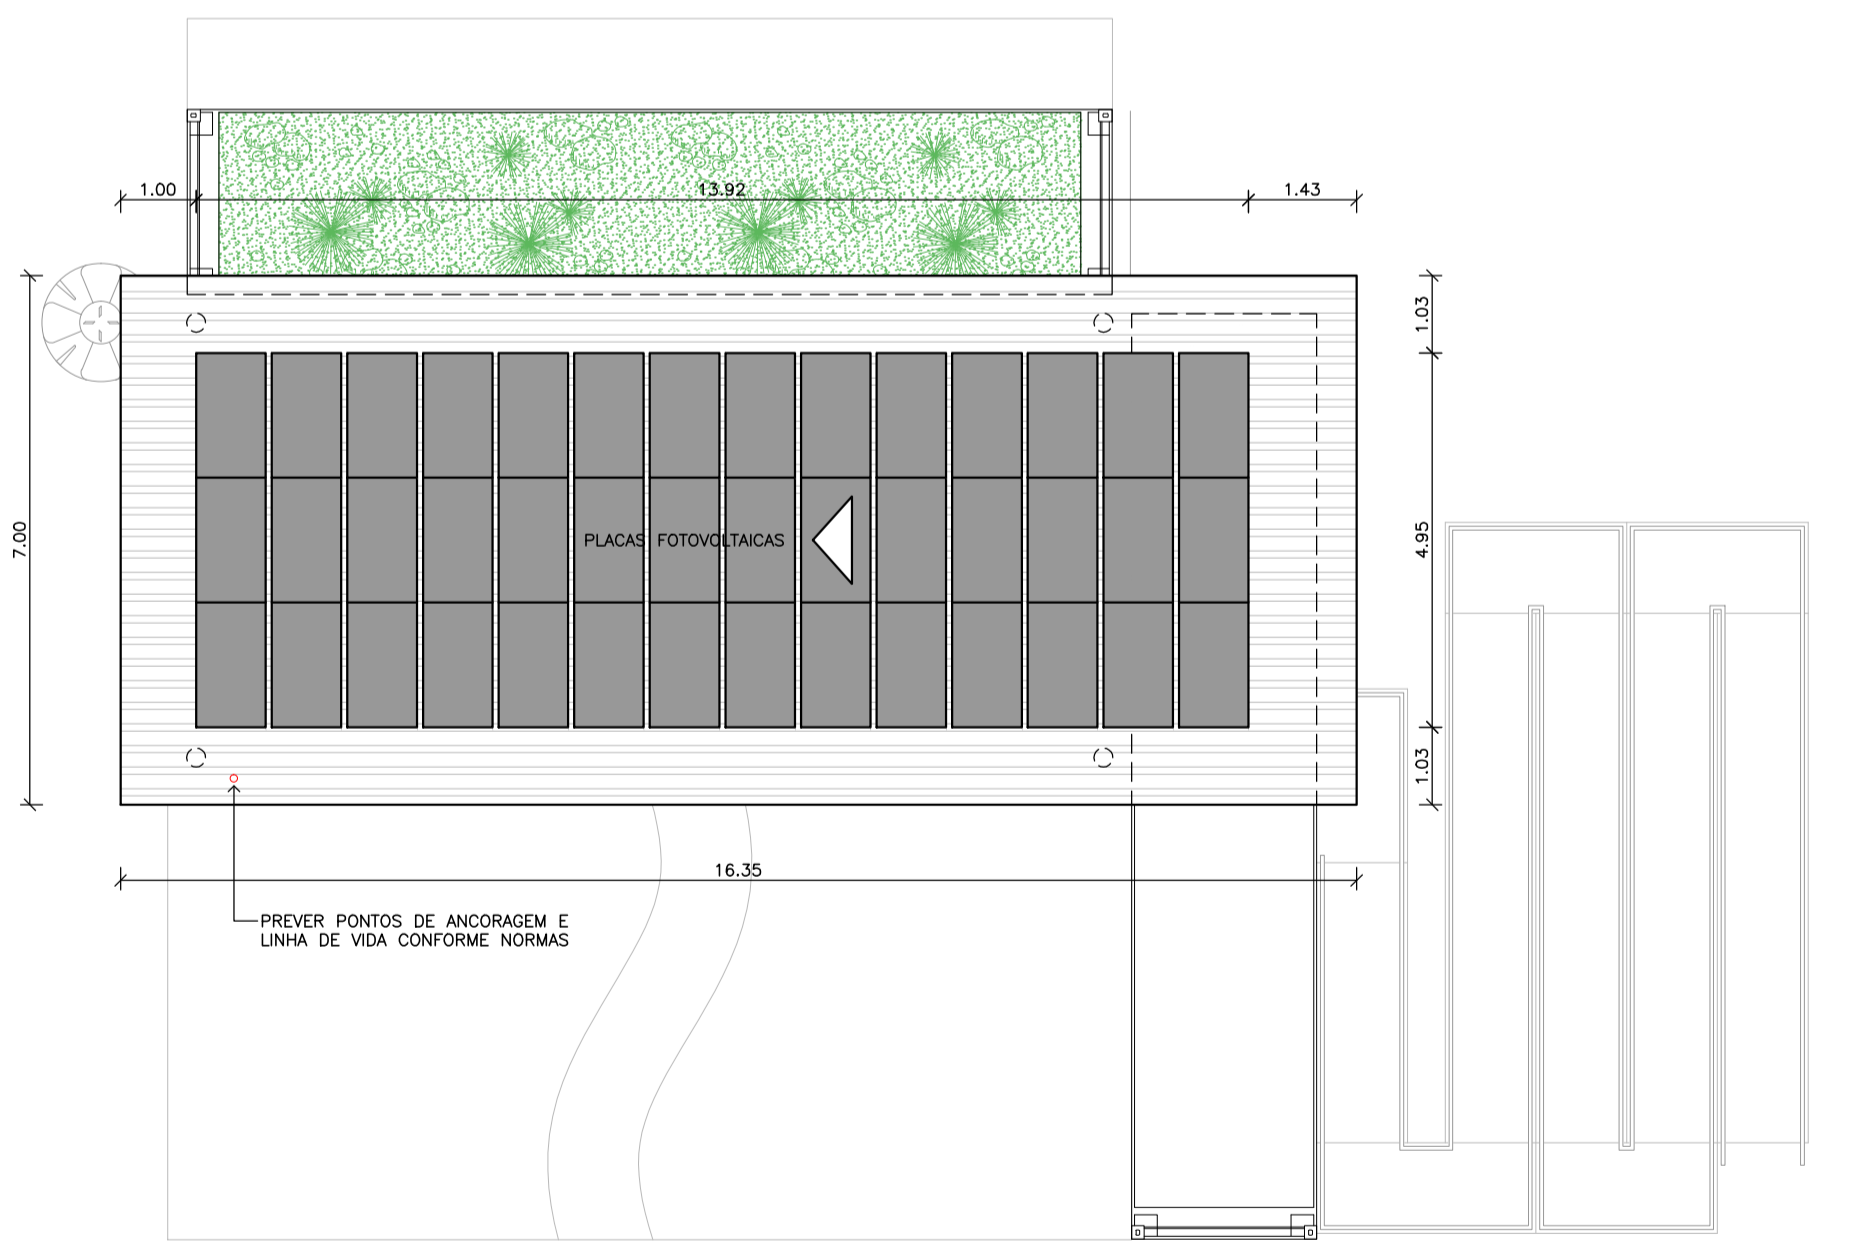 1.00
13.92
1.43
1.03
7.00
PLACAS FOTOVOLTAICAS
4.95
1.03
16.35
PREVER PONTOS DE ANCORAGEM E
LINHA DE VIDA CONFORME NORMAS